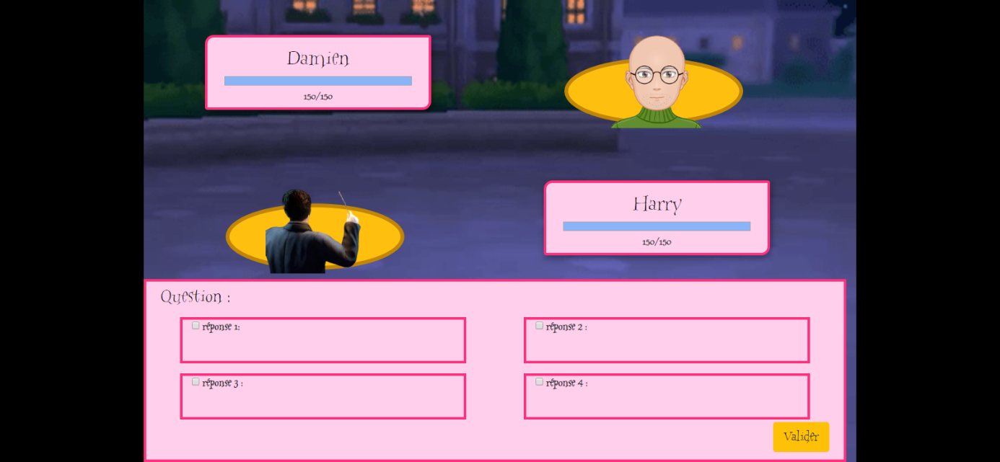 Damien
150/150
Harry
150/150
Question :
réponse 1:
réponse 2 :
réponse 3 :
réponse 4 :
Valider